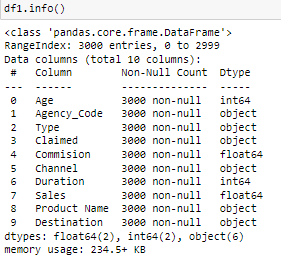 df1.info()
<class 'pandas.core.frame.DataFrame'>
RangeIndex: 3000 entries, 0 to 2999
Data columns (total 10 columns):
 #   Column        Non-Null Count  Dtype
---  ------        --------------  -----
 0   Age           3000 non-null   int64
 1   Agency_Code   3000 non-null   object
 2   Type          3000 non-null   object
 3   Claimed       3000 non-null   object
 4   Commision     3000 non-null   float64
 5   Channel       3000 non-null   object
 6   Duration      3000 non-null   int64
 7   Sales         3000 non-null   float64
 8   Product Name  3000 non-null   object
 9   Destination   3000 non-null   object
dtypes: float64(2), int64(2), object(6)
memory usage: 234.5+ KB